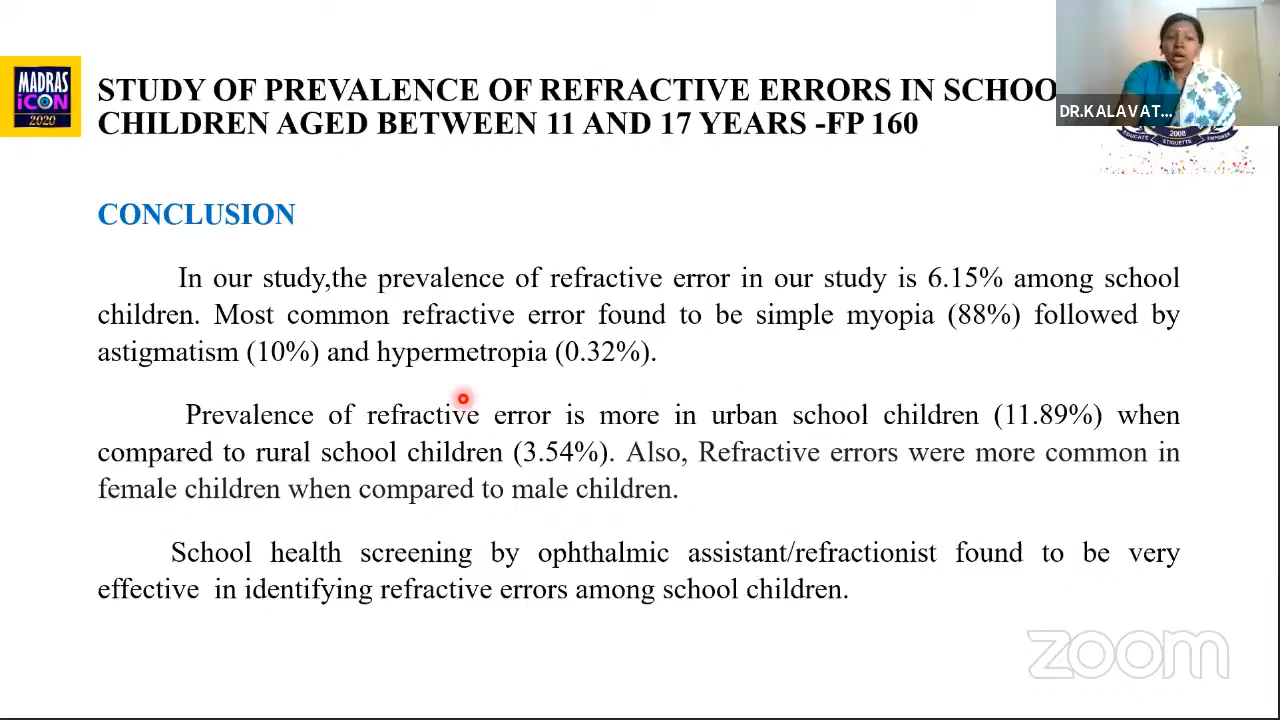 MADRAS
iCON
2020
STUDY OF PREVALENCE OF REFRACTIVE ERRORS IN SCHOO
CHILDREN AGED BETWEEN 11 AND 17 YEARS -FP 160
DR.KALAVAT...
2008
EDUCATE ETIQUETTE EMPOWER
CONCLUSION
In our study,the prevalence of refractive error in our study is 6.15% among school
children. Most common refractive error found to be simple myopia (88%) followed by
astigmatism (10%) and hypermetropia (0.32%).
Prevalence of refractive error is more in urban school children (11.89%) when
compared to rural school children (3.54%). Also, Refractive errors were more common in
female children when compared to male children.
School health screening by ophthalmic assistant/refractionist found to be very
effective in identifying refractive errors among school children.
zoom